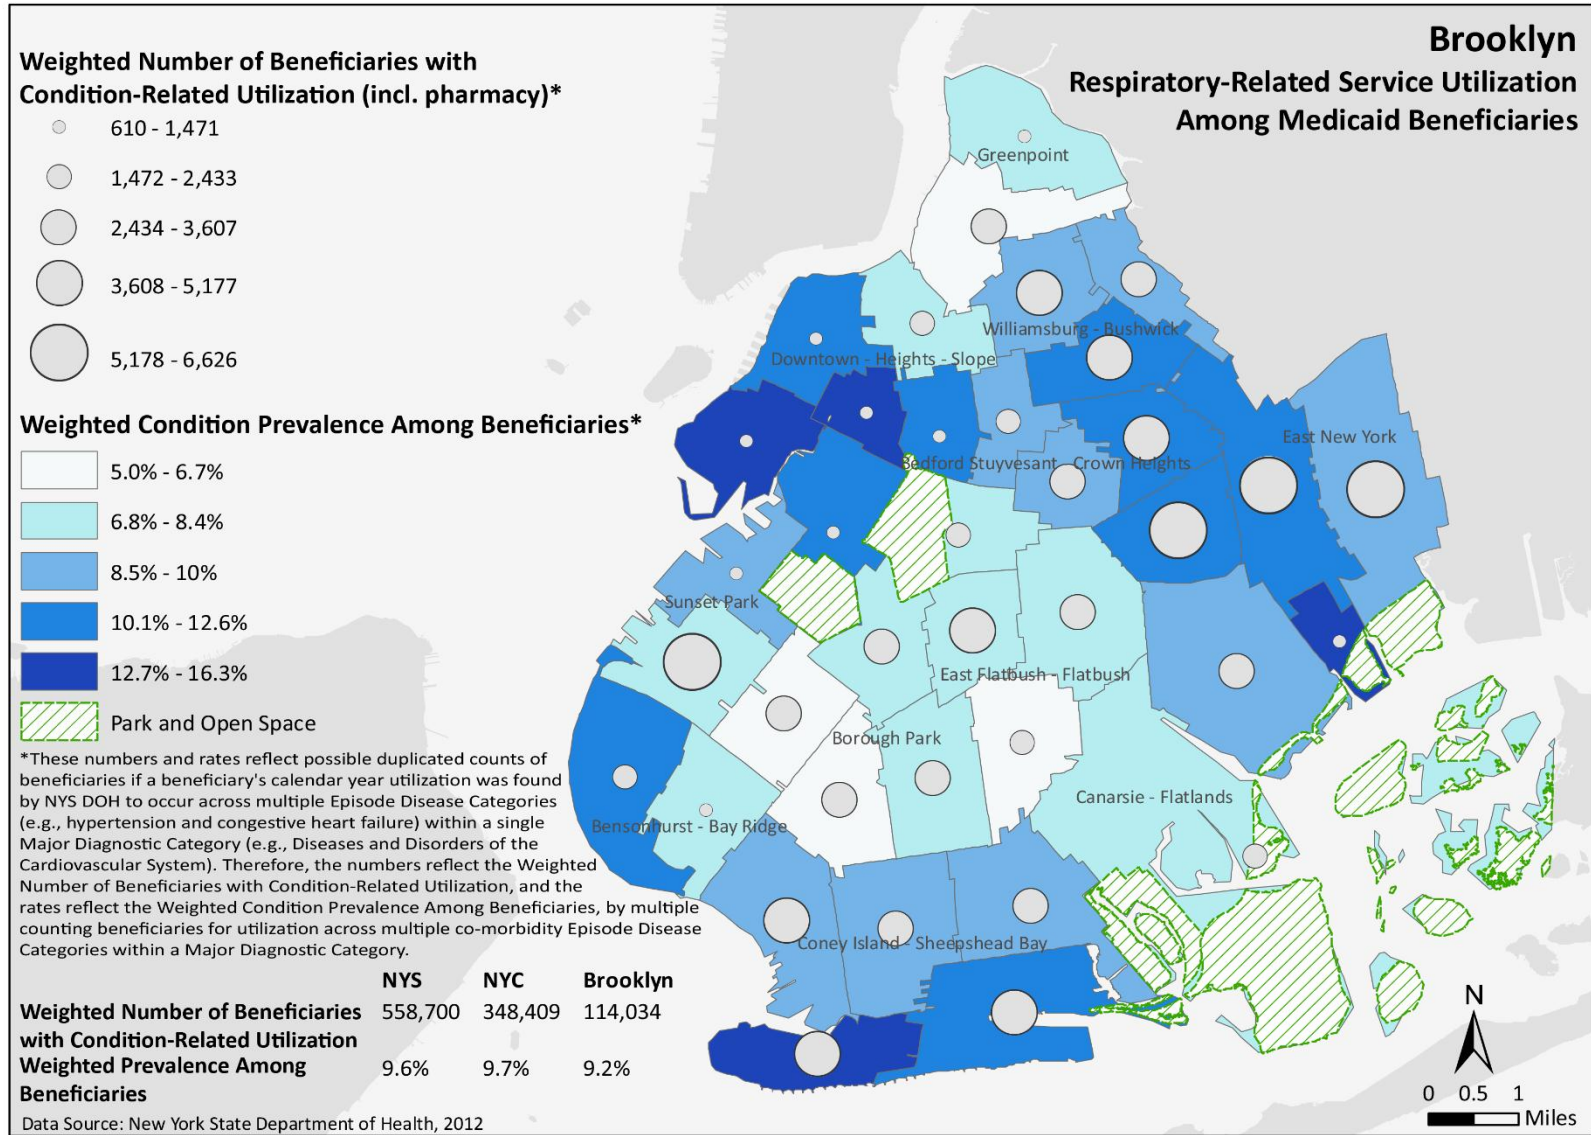 Brooklyn
Respiratory-Related Service Utilization
Among Medicaid Beneficiaries
Weighted Number of Beneficiaries with
Condition-Related Utilization (incl. pharmacy)*
610 - 1,471
1,472 - 2,433
2,434 - 3,607
3,608 - 5,177
5,178 - 6,626
Weighted Condition Prevalence Among Beneficiaries*
5.0% - 6.7%
6.8% - 8.4%
8.5% - 10%
10.1% - 12.6%
12.7% - 16.3%
Park and Open Space
*These numbers and rates reflect possible duplicated counts of
beneficiaries if a beneficiary's calendar year utilization was found
by NYS DOH to occur across multiple Episode Disease Categories
(e.g., hypertension and congestive heart failure) within a single
Major Diagnostic Category (e.g., Diseases and Disorders of the
Cardiovascular System). Therefore, the numbers reflect the Weighted
Number of Beneficiaries with Condition-Related Utilization, and the
rates reflect the Weighted Condition Prevalence Among Beneficiaries, by multiple
counting beneficiaries for utilization across multiple co-morbidity Episode Disease
Categories within a Major Diagnostic Category.
NYS NYC Brooklyn
Weighted Number of Beneficiaries 558,700 348,409 114,034
with Condition-Related Utilization
Weighted Prevalence Among 9.6% 9.7% 9.2%
Beneficiaries
Data Source: New York State Department of Health, 2012
Greenpoint
Williamsburg - Bushwick
Downtown - Heights - Slope
East New York
Bedford Stuyvesant - Crown Heights
Sunset Park
East Flatbush - Flatbush
Borough Park
Canarsie - Flatlands
Bensonhurst - Bay Ridge
Coney Island - Sheepshead Bay
N
0 0.5 1
Miles